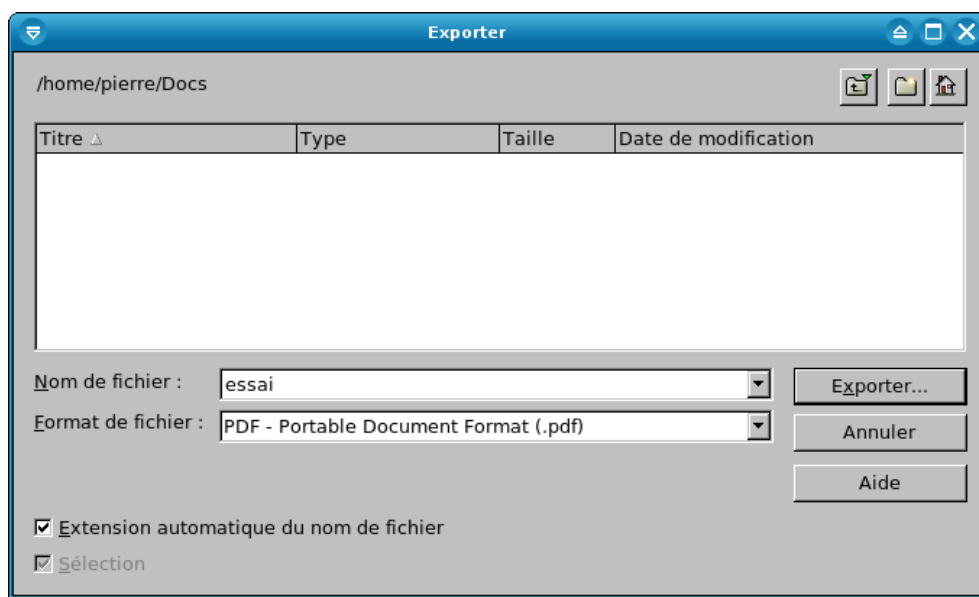 Exporter
/home/pierre/Docs
Titre Type Taille Date de modification
Nom de fichier : essai Exporter...
Format de fichier : PDF - Portable Document Format (.pdf) Annuler
Aide
Extension automatique du nom de fichier
Sélection